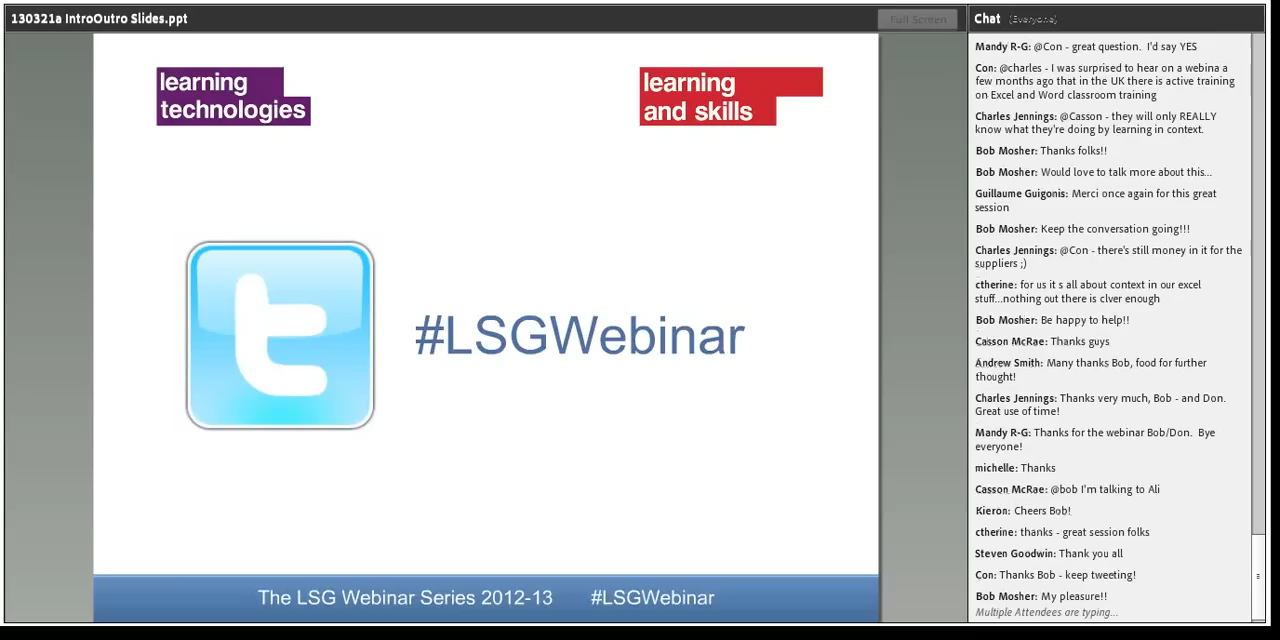 130321a IntroOutro Slides.ppt
Full Screen
learning
technologies
learning
and skills
#LSGWebinar
The LSG Webinar Series 2012-13 #LSGWebinar
Chat (Everyone)
Mandy R-G: @Con - great question. I'd say YES
Con: @charles - I was surprised to hear on a webina a
few months ago that in the UK there is active training
on Excel and Word classroom training
Charles Jennings: @Casson - they will only REALLY
know what they're doing by learning in context.
Bob Mosher: Thanks folks!!
Bob Mosher: Would love to talk more about this...
Guillaume Guigonis: Merci once again for this great
session
Bob Mosher: Keep the conversation going!!!
Charles Jennings: @Con - there's still money in it for the
suppliers ;)
ctherine: for us it s all about context in our excel
stuff...nothing out there is clver enough
Bob Mosher: Be happy to help!!
Casson McRae: Thanks guys
Andrew Smith: Many thanks Bob, food for further
thought!
Charles Jennings: Thanks very much, Bob - and Don.
Great use of time!
Mandy R-G: Thanks for the webinar Bob/Don. Bye
everyone!
michelle: Thanks
Casson McRae: @bob I'm talking to Ali
Kieron: Cheers Bob!
ctherine: thanks - great session folks
Steven Goodwin: Thank you all
Con: Thanks Bob - keep tweeting!
Bob Mosher: My pleasure!!
Multiple Attendees are typing...